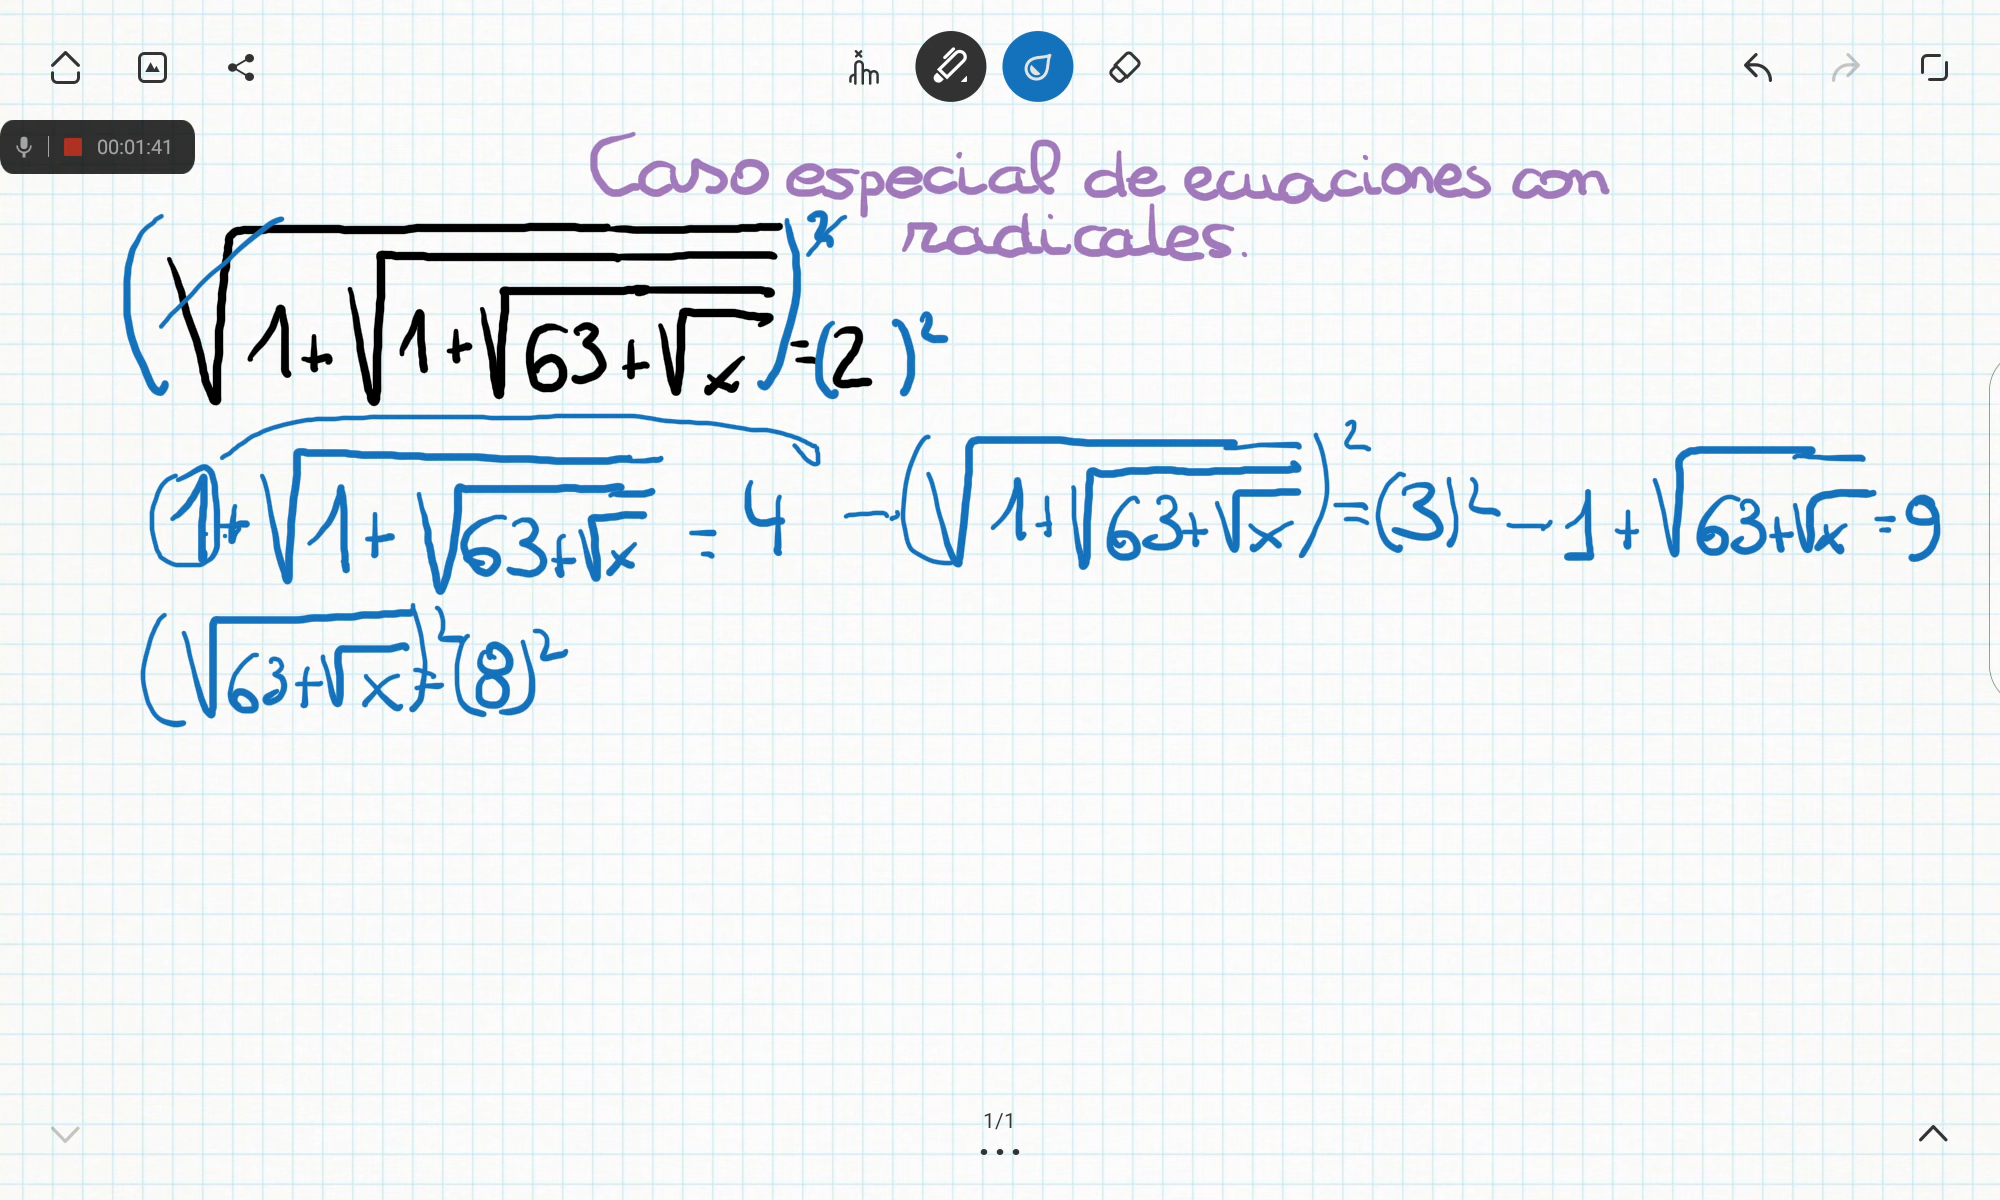 00:01:41
Caso especial de ecuaciones con
radicales.
(√(1+√(1+√(63+√x))))² = (2)²
1+√(1+√(63+√x)) = 4 → (√(1+√(63+√x)))² = (3)² → 1+√(63+√x) = 9
(√(63+√x))² = (8)²
1/1